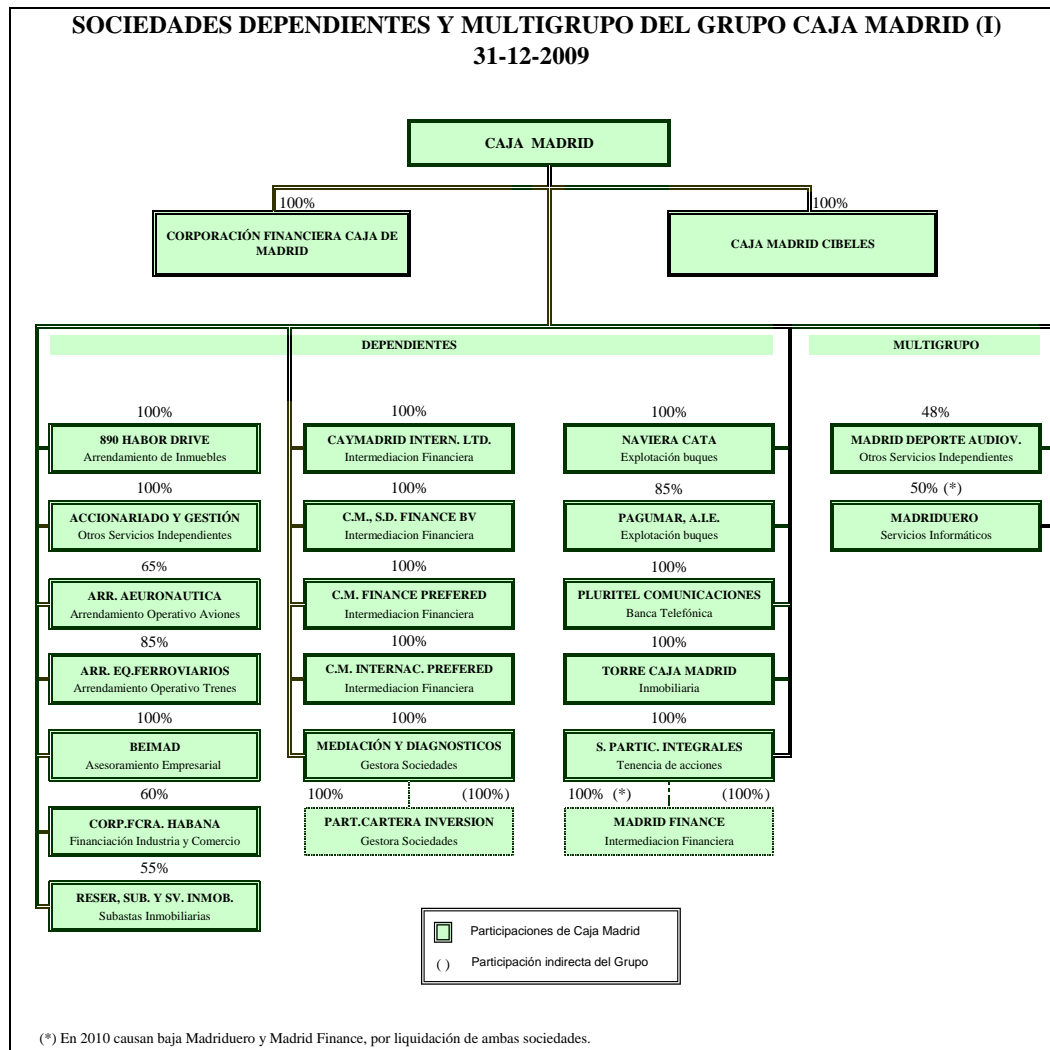 SOCIEDADES DEPENDIENTES Y MULTIGRUPO DEL GRUPO CAJA MADRID (I)
31-12-2009
CAJA MADRID
100%
100%
CORPORACIÓN FINANCIERA CAJA DE
MADRID
CAJA MADRID CIBELES
DEPENDIENTES
MULTIGRUPO
100%
890 HABOR DRIVE
Arrendamiento de Inmuebles
100%
ACCIONARIADO Y GESTIÓN
Otros Servicios Independientes
65%
ARR. AEURONAUTICA
Arrendamiento Operativo Aviones
85%
ARR. EQ.FERROVIARIOS
Arrendamiento Operativo Trenes
100%
BEIMAD
Asesoramiento Empresarial
60%
CORP.FCRA. HABANA
Financiación Industria y Comercio
55%
RESER, SUB. Y SV. INMOB.
Subastas Inmobiliarias
100%
CAYMADRID INTERN. LTD.
Intermediacion Financiera
100%
C.M., S.D. FINANCE BV
Intermediacion Financiera
100%
C.M. FINANCE PREFERED
Intermediacion Financiera
100%
C.M. INTERNAC. PREFERED
Intermediacion Financiera
100%
MEDIACIÓN Y DIAGNOSTICOS
Gestora Sociedades
100% (100%)
PART.CARTERA INVERSION
Gestora Sociedades
100%
NAVIERA CATA
Explotación buques
85%
PAGUMAR, A.I.E.
Explotación buques
100%
PLURITEL COMUNICACIONES
Banca Telefónica
100%
TORRE CAJA MADRID
Inmobiliaria
100%
S. PARTIC. INTEGRALES
Tenencia de acciones
100% (*) (100%)
MADRID FINANCE
Intermediacion Financiera
48%
MADRID DEPORTE AUDIOV.
Otros Servicios Independientes
50% (*)
MADRIDUERO
Servicios Informáticos
Participaciones de Caja Madrid
( ) Participación indirecta del Grupo
(*) En 2010 causan baja Madriduero y Madrid Finance, por liquidación de ambas sociedades.